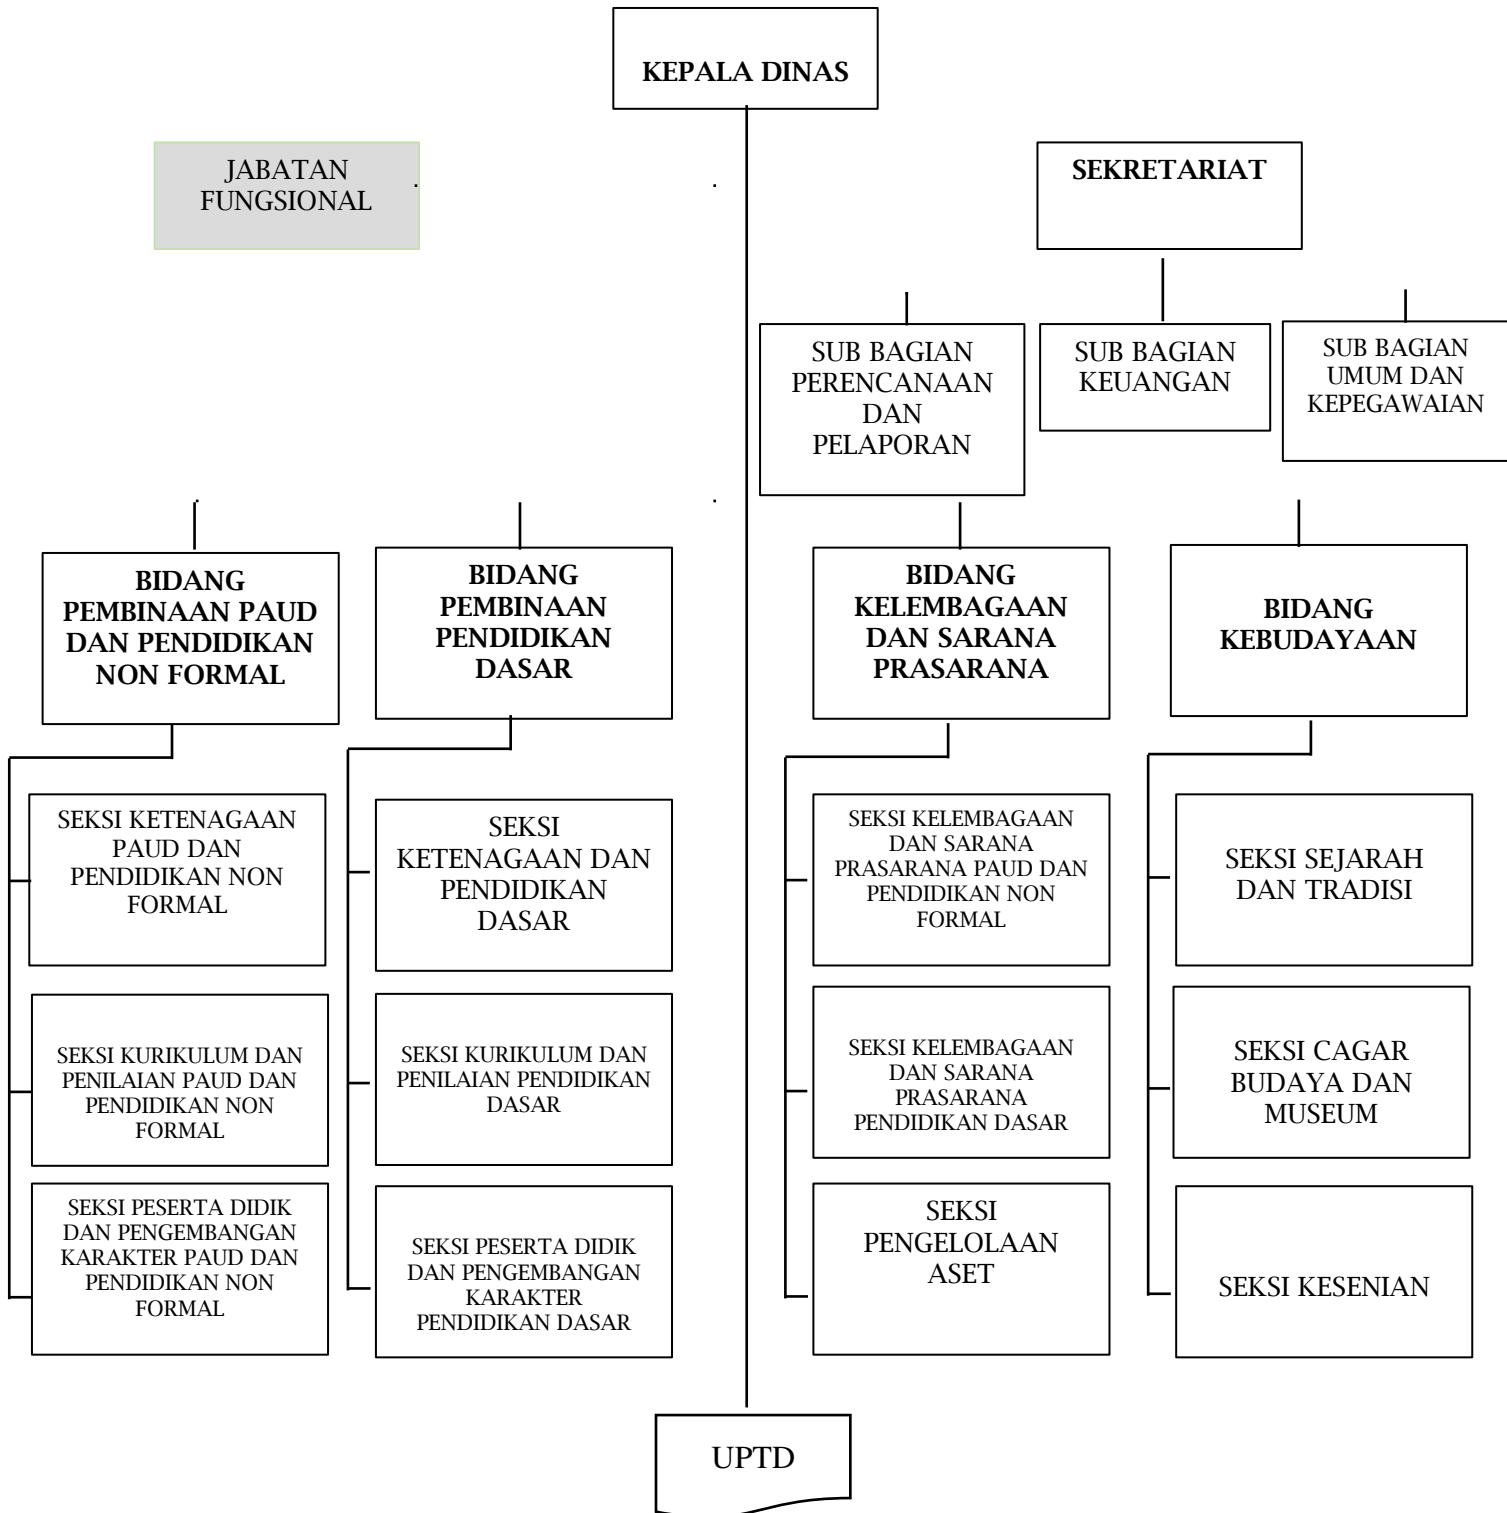 KEPALA DINAS
JABATAN
FUNGSIONAL
SEKRETARIAT
SUB BAGIAN
PERENCANAAN
DAN
PELAPORAN
SUB BAGIAN
KEUANGAN
SUB BAGIAN
UMUM DAN
KEPEGAWAIAN
BIDANG
PEMBINAAN PAUD
DAN PENDIDIKAN
NON FORMAL
BIDANG
PEMBINAAN
PENDIDIKAN
DASAR
BIDANG
KELEMBAGAAN
DAN SARANA
PRASARANA
BIDANG
KEBUDAYAAN
SEKSI KETENAGAAN
PAUD DAN
PENDIDIKAN NON
FORMAL
SEKSI
KETENAGAAN DAN
PENDIDIKAN
DASAR
SEKSI KELEMBAGAAN
DAN SARANA
PRASARANA PAUD DAN
PENDIDIKAN NON
FORMAL
SEKSI SEJARAH
DAN TRADISI
SEKSI KURIKULUM DAN
PENILAIAN PAUD DAN
PENDIDIKAN NON
FORMAL
SEKSI KURIKULUM DAN
PENILAIAN PENDIDIKAN
DASAR
SEKSI KELEMBAGAAN
DAN SARANA
PRASARANA
PENDIDIKAN DASAR
SEKSI CAGAR
BUDAYA DAN
MUSEUM
SEKSI PESERTA DIDIK
DAN PENGEMBANGAN
KARAKTER PAUD DAN
PENDIDIKAN NON
FORMAL
SEKSI PESERTA DIDIK
DAN PENGEMBANGAN
KARAKTER
PENDIDIKAN DASAR
SEKSI
PENGELOLAAN
ASET
SEKSI KESENIAN
UPTD